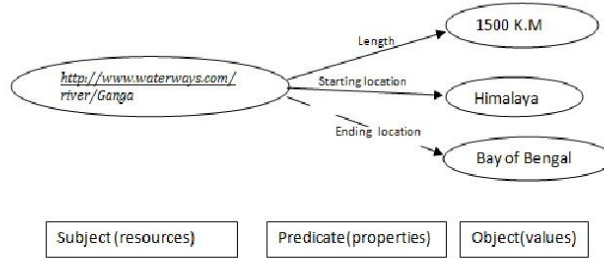 1500 K.M
Length
http://www.waterways.com/
river/Ganga
Starting location
Himalaya
Ending location
Bay of Bengal
Subject(resources)
Predicate(properties)
Object(values)